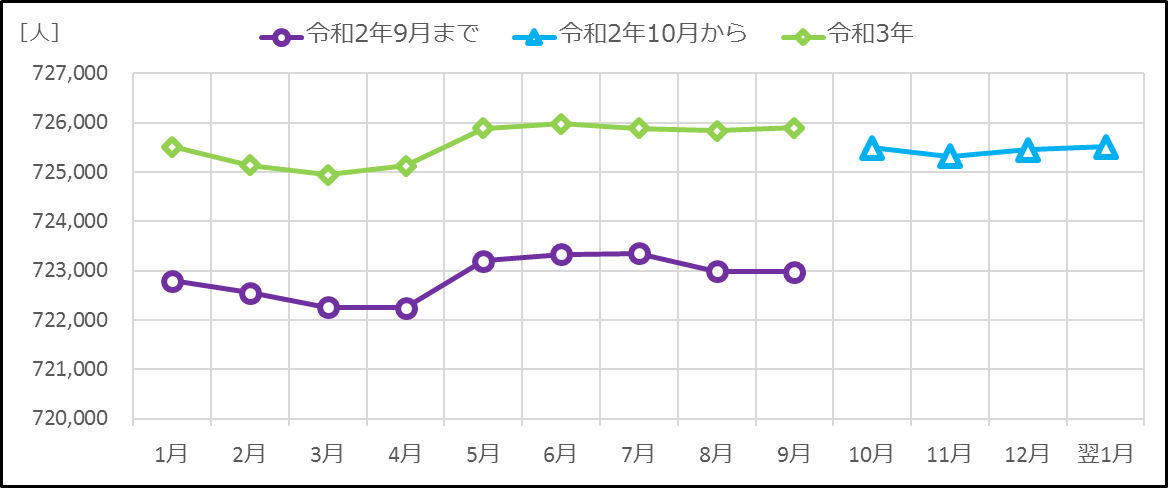 [人]
令和2年9月まで 令和2年10月から 令和3年
727,000
726,000
725,000
724,000
723,000
722,000
721,000
720,000
1月 2月 3月 4月 5月 6月 7月 8月 9月 10月 11月 12月 翌1月